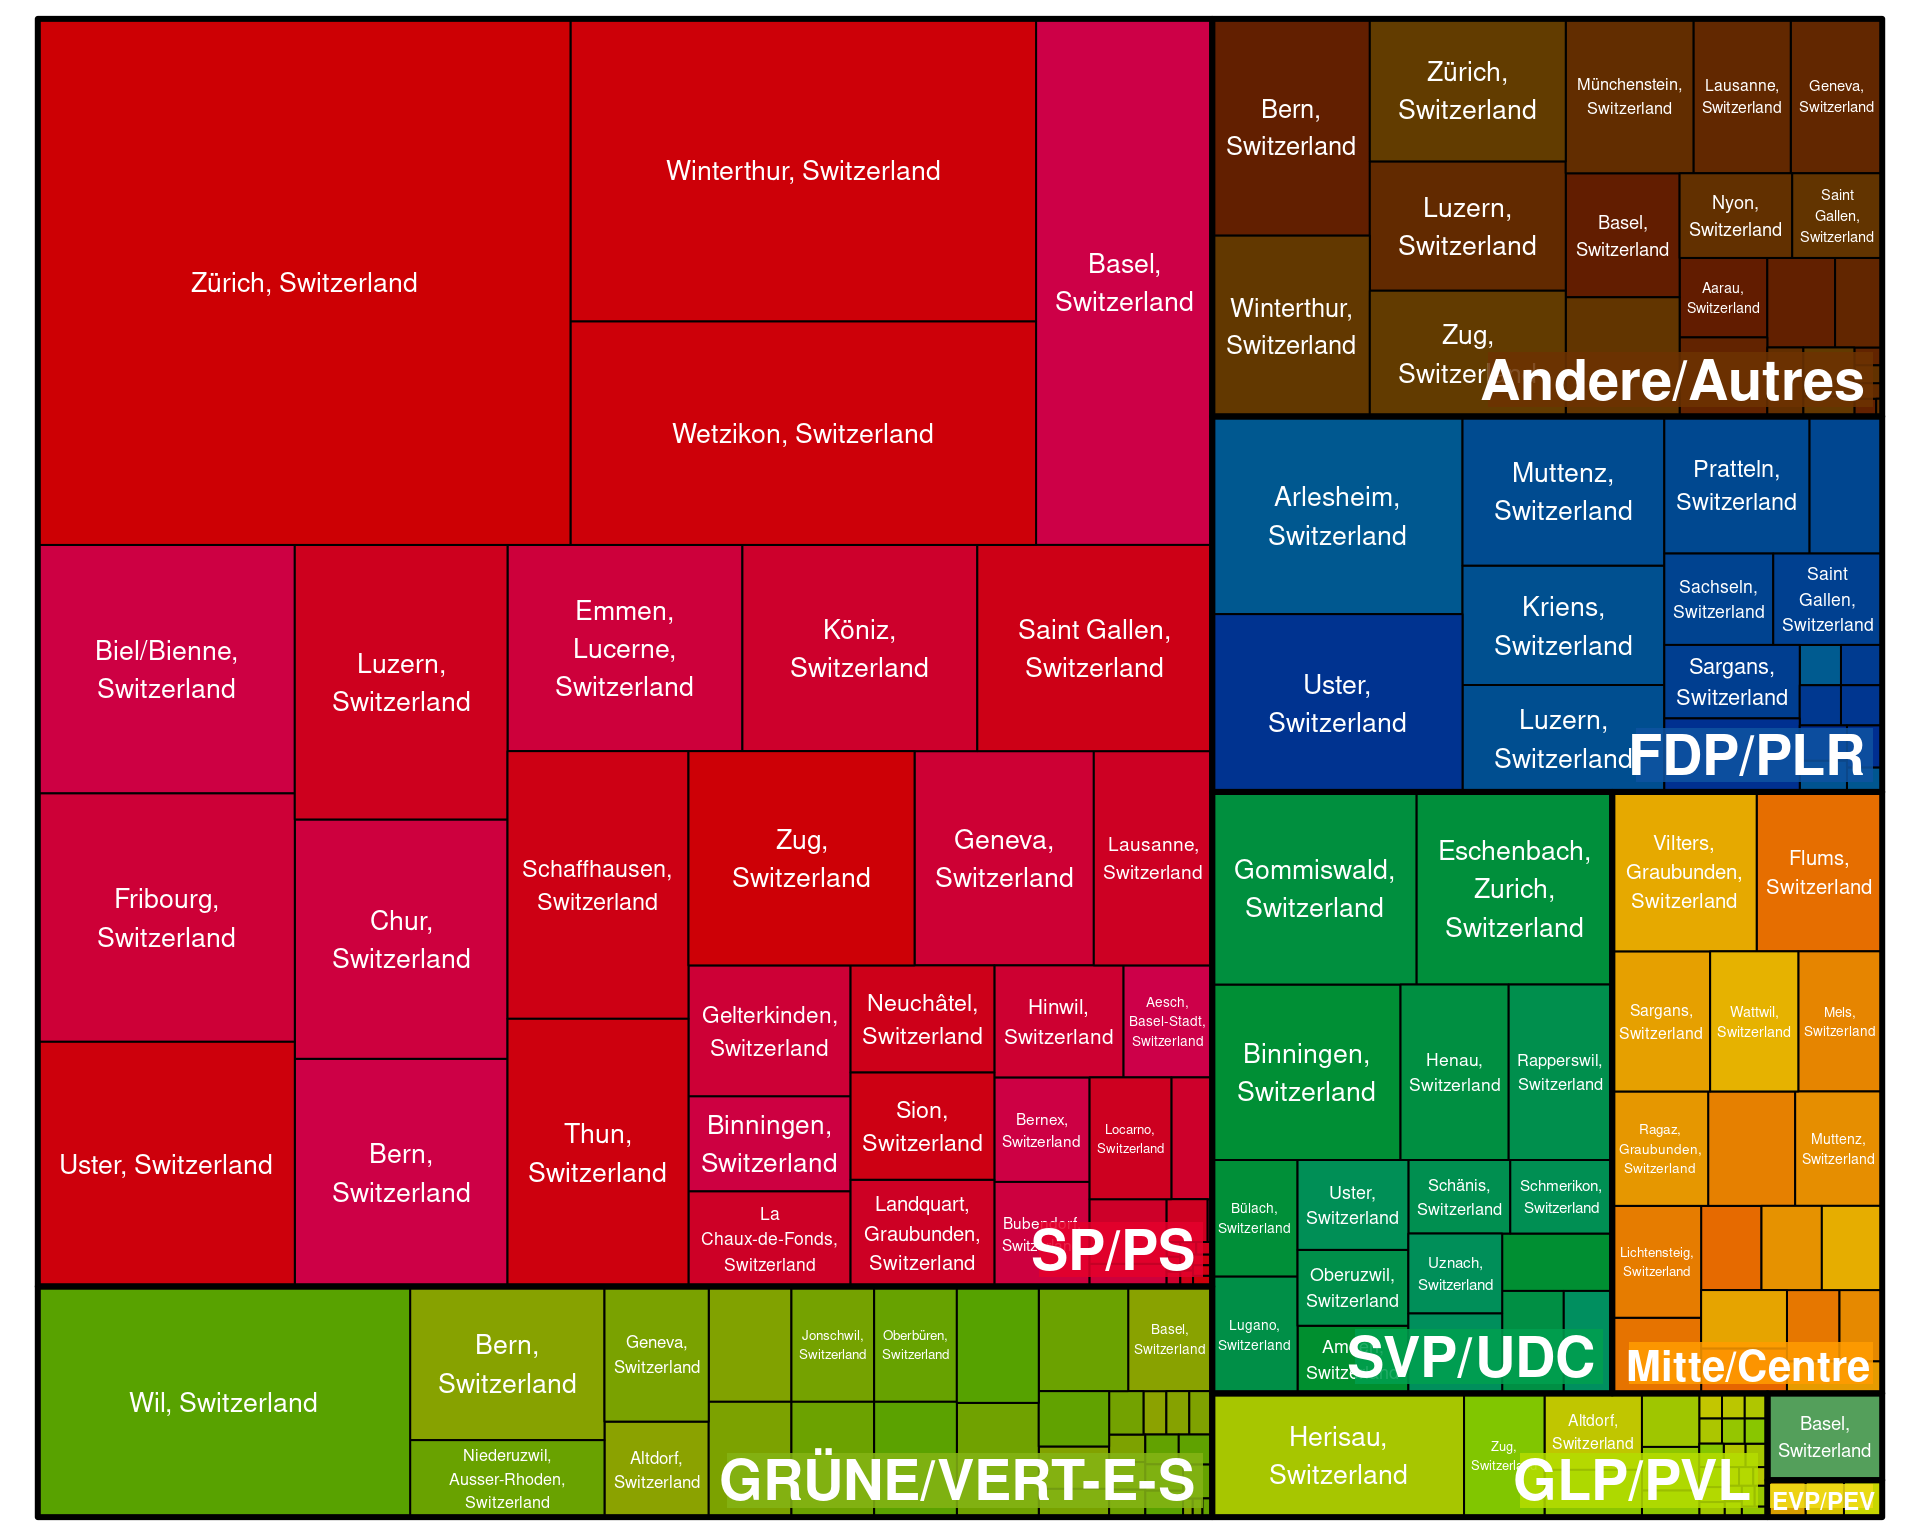 Zürich, Switzerland
Winterthur, Switzerland
Wetzikon, Switzerland
Basel,
Switzerland
Biel/Bienne,
Switzerland
Fribourg,
Switzerland
Uster, Switzerland
Luzern,
Switzerland
Chur,
Switzerland
Bern,
Switzerland
Emmen,
Lucerne,
Switzerland
Köniz,
Switzerland
Saint Gallen,
Switzerland
Schaffhausen,
Switzerland
Thun,
Switzerland
Zug,
Switzerland
Geneva,
Switzerland
Lausanne,
Switzerland
Gelterkinden,
Switzerland
Binningen,
Switzerland
La
Chaux-de-Fonds,
Switzerland
Neuchâtel,
Switzerland
Sion,
Switzerland
Landquart,
Graubunden,
Switzerland
Hinwil,
Switzerland
Aesch,
Basel-Stadt,
Switzerland
Bernex,
Switzerland
Locarno,
Switzerland
Bubendorf,
SP/PS
Wil, Switzerland
Bern,
Switzerland
Niederuzwil,
Ausser-Rhoden,
Switzerland
Geneva,
Switzerland
Altdorf,
Switzerland
Jonschwil,
Switzerland
Oberbüren,
Switzerland
Basel,
Switzerland
GRÜNE/VERT-E-S
Bern,
Switzerland
Winterthur,
Switzerland
Zürich,
Switzerland
Luzern,
Switzerland
Zug,
Switzerland
Münchenstein,
Switzerland
Lausanne,
Switzerland
Geneva,
Switzerland
Basel,
Switzerland
Nyon,
Switzerland
Saint
Gallen,
Switzerland
Aarau,
Switzerland
Andere/Autres
Arlesheim,
Switzerland
Uster,
Switzerland
Muttenz,
Switzerland
Kriens,
Switzerland
Luzern,
Switzerland
Pratteln,
Switzerland
Sachseln,
Switzerland
Saint
Gallen,
Switzerland
Sargans,
Switzerland
FDP/PLR
Gommiswald,
Switzerland
Eschenbach,
Zurich,
Switzerland
Binningen,
Switzerland
Henau,
Switzerland
Rapperswil,
Switzerland
Bülach,
Switzerland
Lugano,
Switzerland
Uster,
Switzerland
Oberuzwil,
Switzerland
Schänis,
Switzerland
Schmerikon,
Switzerland
Uznach,
Switzerland
SVP/UDC
Vilters,
Graubunden,
Switzerland
Flums,
Switzerland
Sargans,
Switzerland
Wattwil,
Switzerland
Mels,
Switzerland
Ragaz,
Graubunden,
Switzerland
Muttenz,
Switzerland
Lichtensteig,
Switzerland
Mitte/Centre
Herisau,
Switzerland
Zug,
Switzerland
Altdorf,
Switzerland
GLP/PVL
Basel,
Switzerland
EVP/PEV